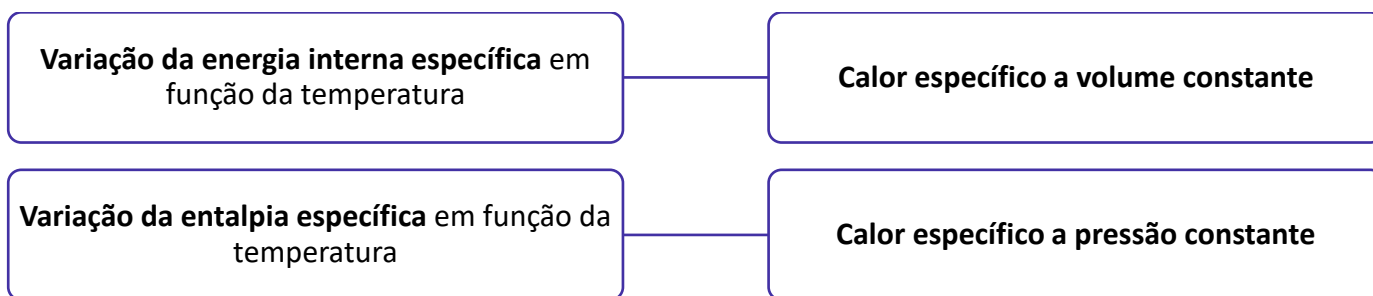 Variação da energia interna específica em
função da temperatura
Calor específico a volume constante
Variação da entalpia específica em função da
temperatura
Calor específico a pressão constante